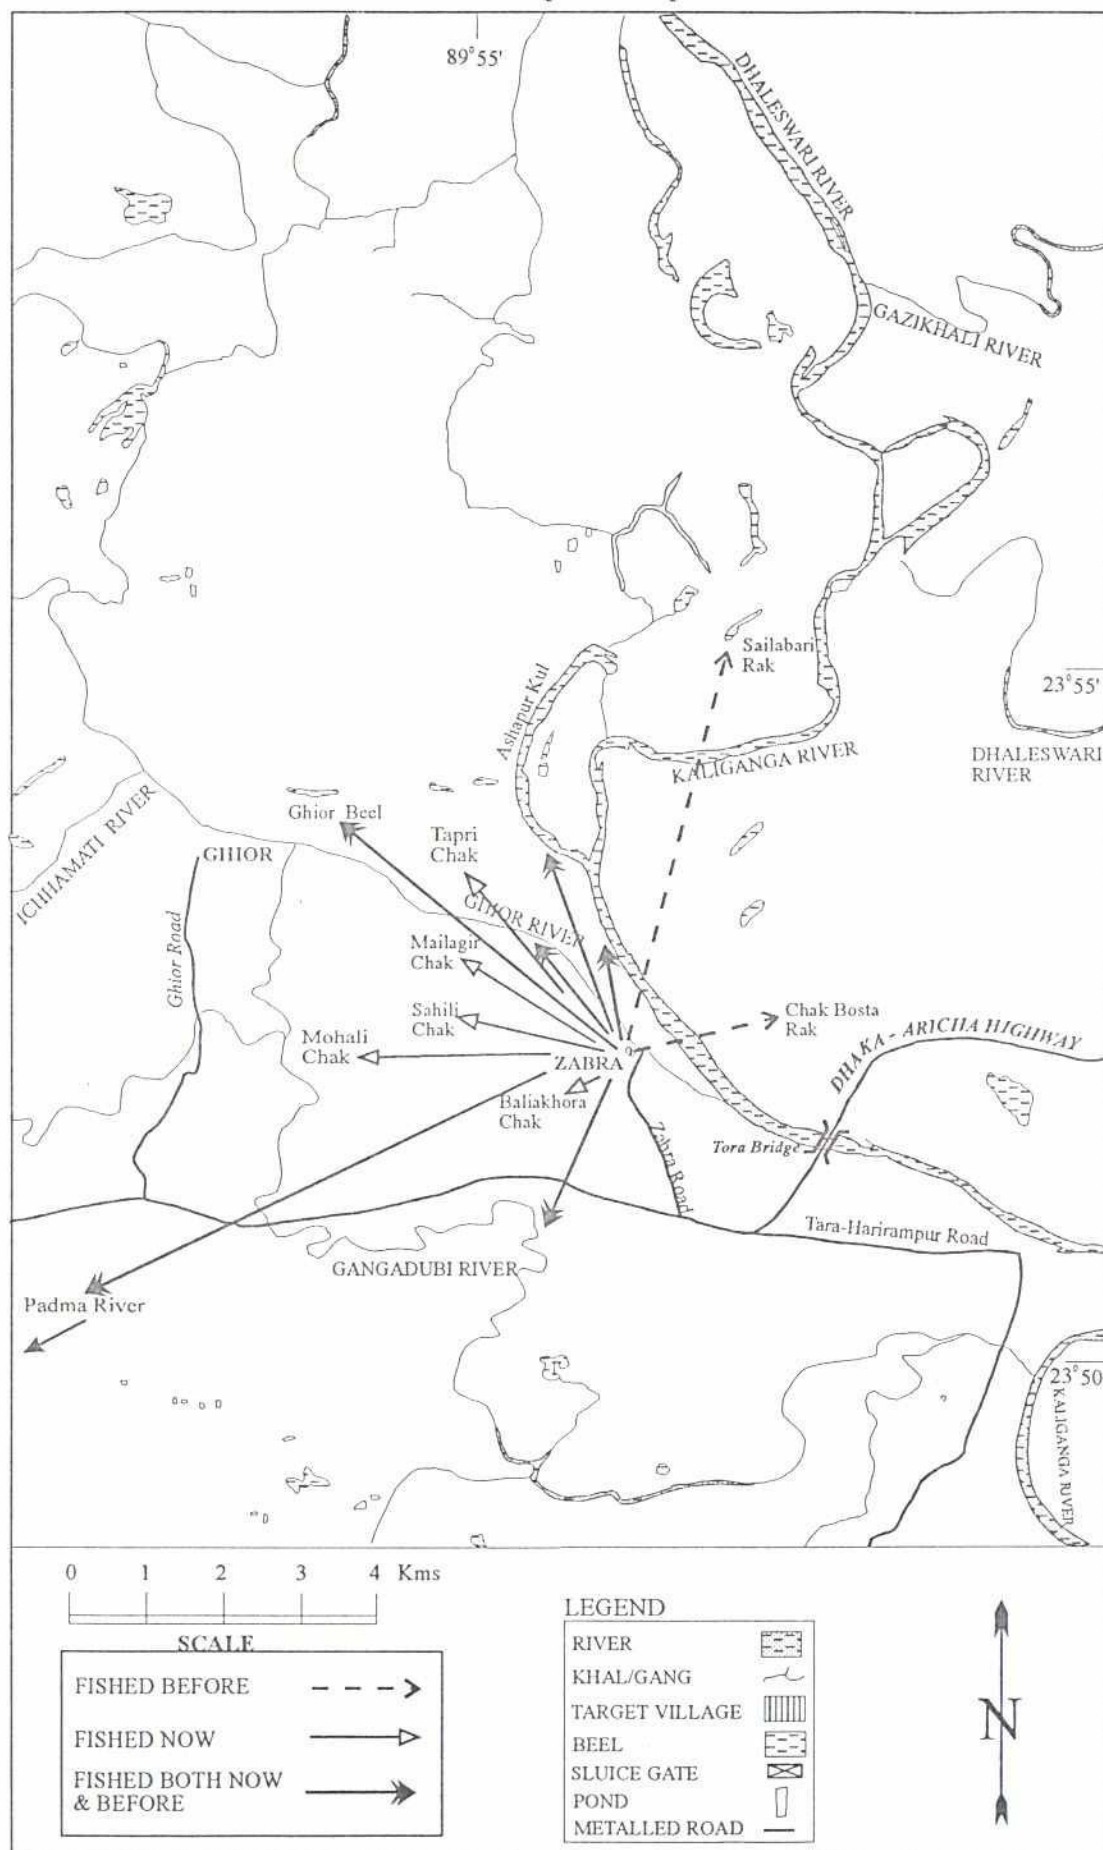 89°55'
DHALESWARI RIVER
GAZIKHALI RIVER
Sailabari
Rak
23°55'
Ashapur Kul
KALIGANGA RIVER
DHALESWARI
RIVER
ICHHAMATI RIVER
Ghior Beel
Tapri
Chak
GHIOR
GHIOR RIVER
Ghior Road
Mailagir
Chak
Sahili
Chak
Chak Bosta
Rak
Mohali
Chak
ZABRA
DHAKA - ARICHA HIGHWAY
Baliakhora
Chak
Zabra Road
Tora Bridge
Tara-Harirampur Road
GANGADUBI RIVER
Padma River
23°50
KALIGANGA RIVER
0 1 2 3 4 Kms
SCALE
FISHED BEFORE
FISHED NOW
FISHED BOTH NOW
& BEFORE
LEGEND
RIVER
KHAL/GANG
TARGET VILLAGE
BEEL
SLUICE GATE
POND
METALLED ROAD
N